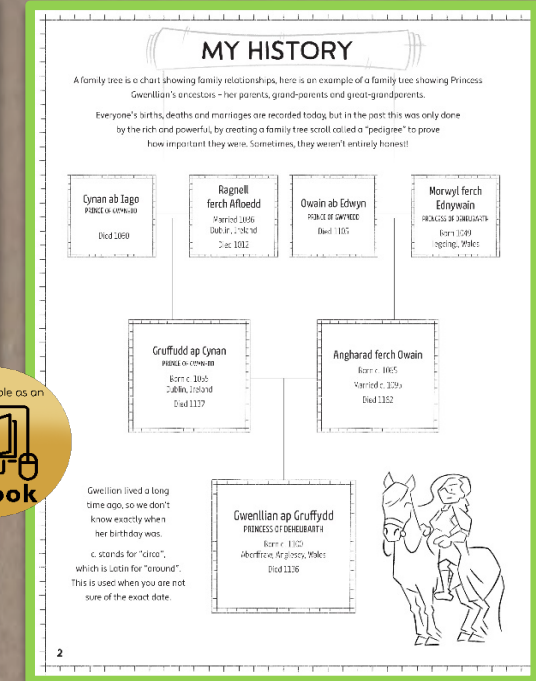 MY HISTORY
A family tree is a chart showing family relationships, here is an example of a family tree showing Princess
Gwenllian's ancestors – her parents, grand-parents and great-grandparents.
Everyone's births, deaths and marriages are recorded today, but in the past this was only done
by the rich and powerful, by creating a family tree scroll called a "pedigree" to prove
how important they were. Sometimes, they weren't entirely honest!
Cynan ab Iago
PRINCE OF GWYNEDD
Died 1060
Ragnell
ferch Afloedd
Married 1036
Dublin, Ireland
Died 1012
Owain ab Edwyn
PRINCE OF GWYNEDD
Died 1105
Morwyl ferch
Ednywain
PRINCESS OF DEHEUBARTH
Born 1049
Wales
Gruffudd ap Cynan
PRINCE OF GWYNEDD
Born c. 1055
Dublin, Ireland
Died 1137
Angharad ferch Owain
Born c. 1065
Married c. 1095
Died 1162
Gwellian lived a long
time ago, so we don't
know exactly when
her birthday was.
c. stands for "circa",
which is Latin for "around".
This is used when you are not
sure of the exact date.
Gwenllian ap Gruffydd
PRINCESS OF DEHEUBARTH
Born c. 1100
Aberffraw, Anglesey, Wales
Died 1136
ble as an
ook
2